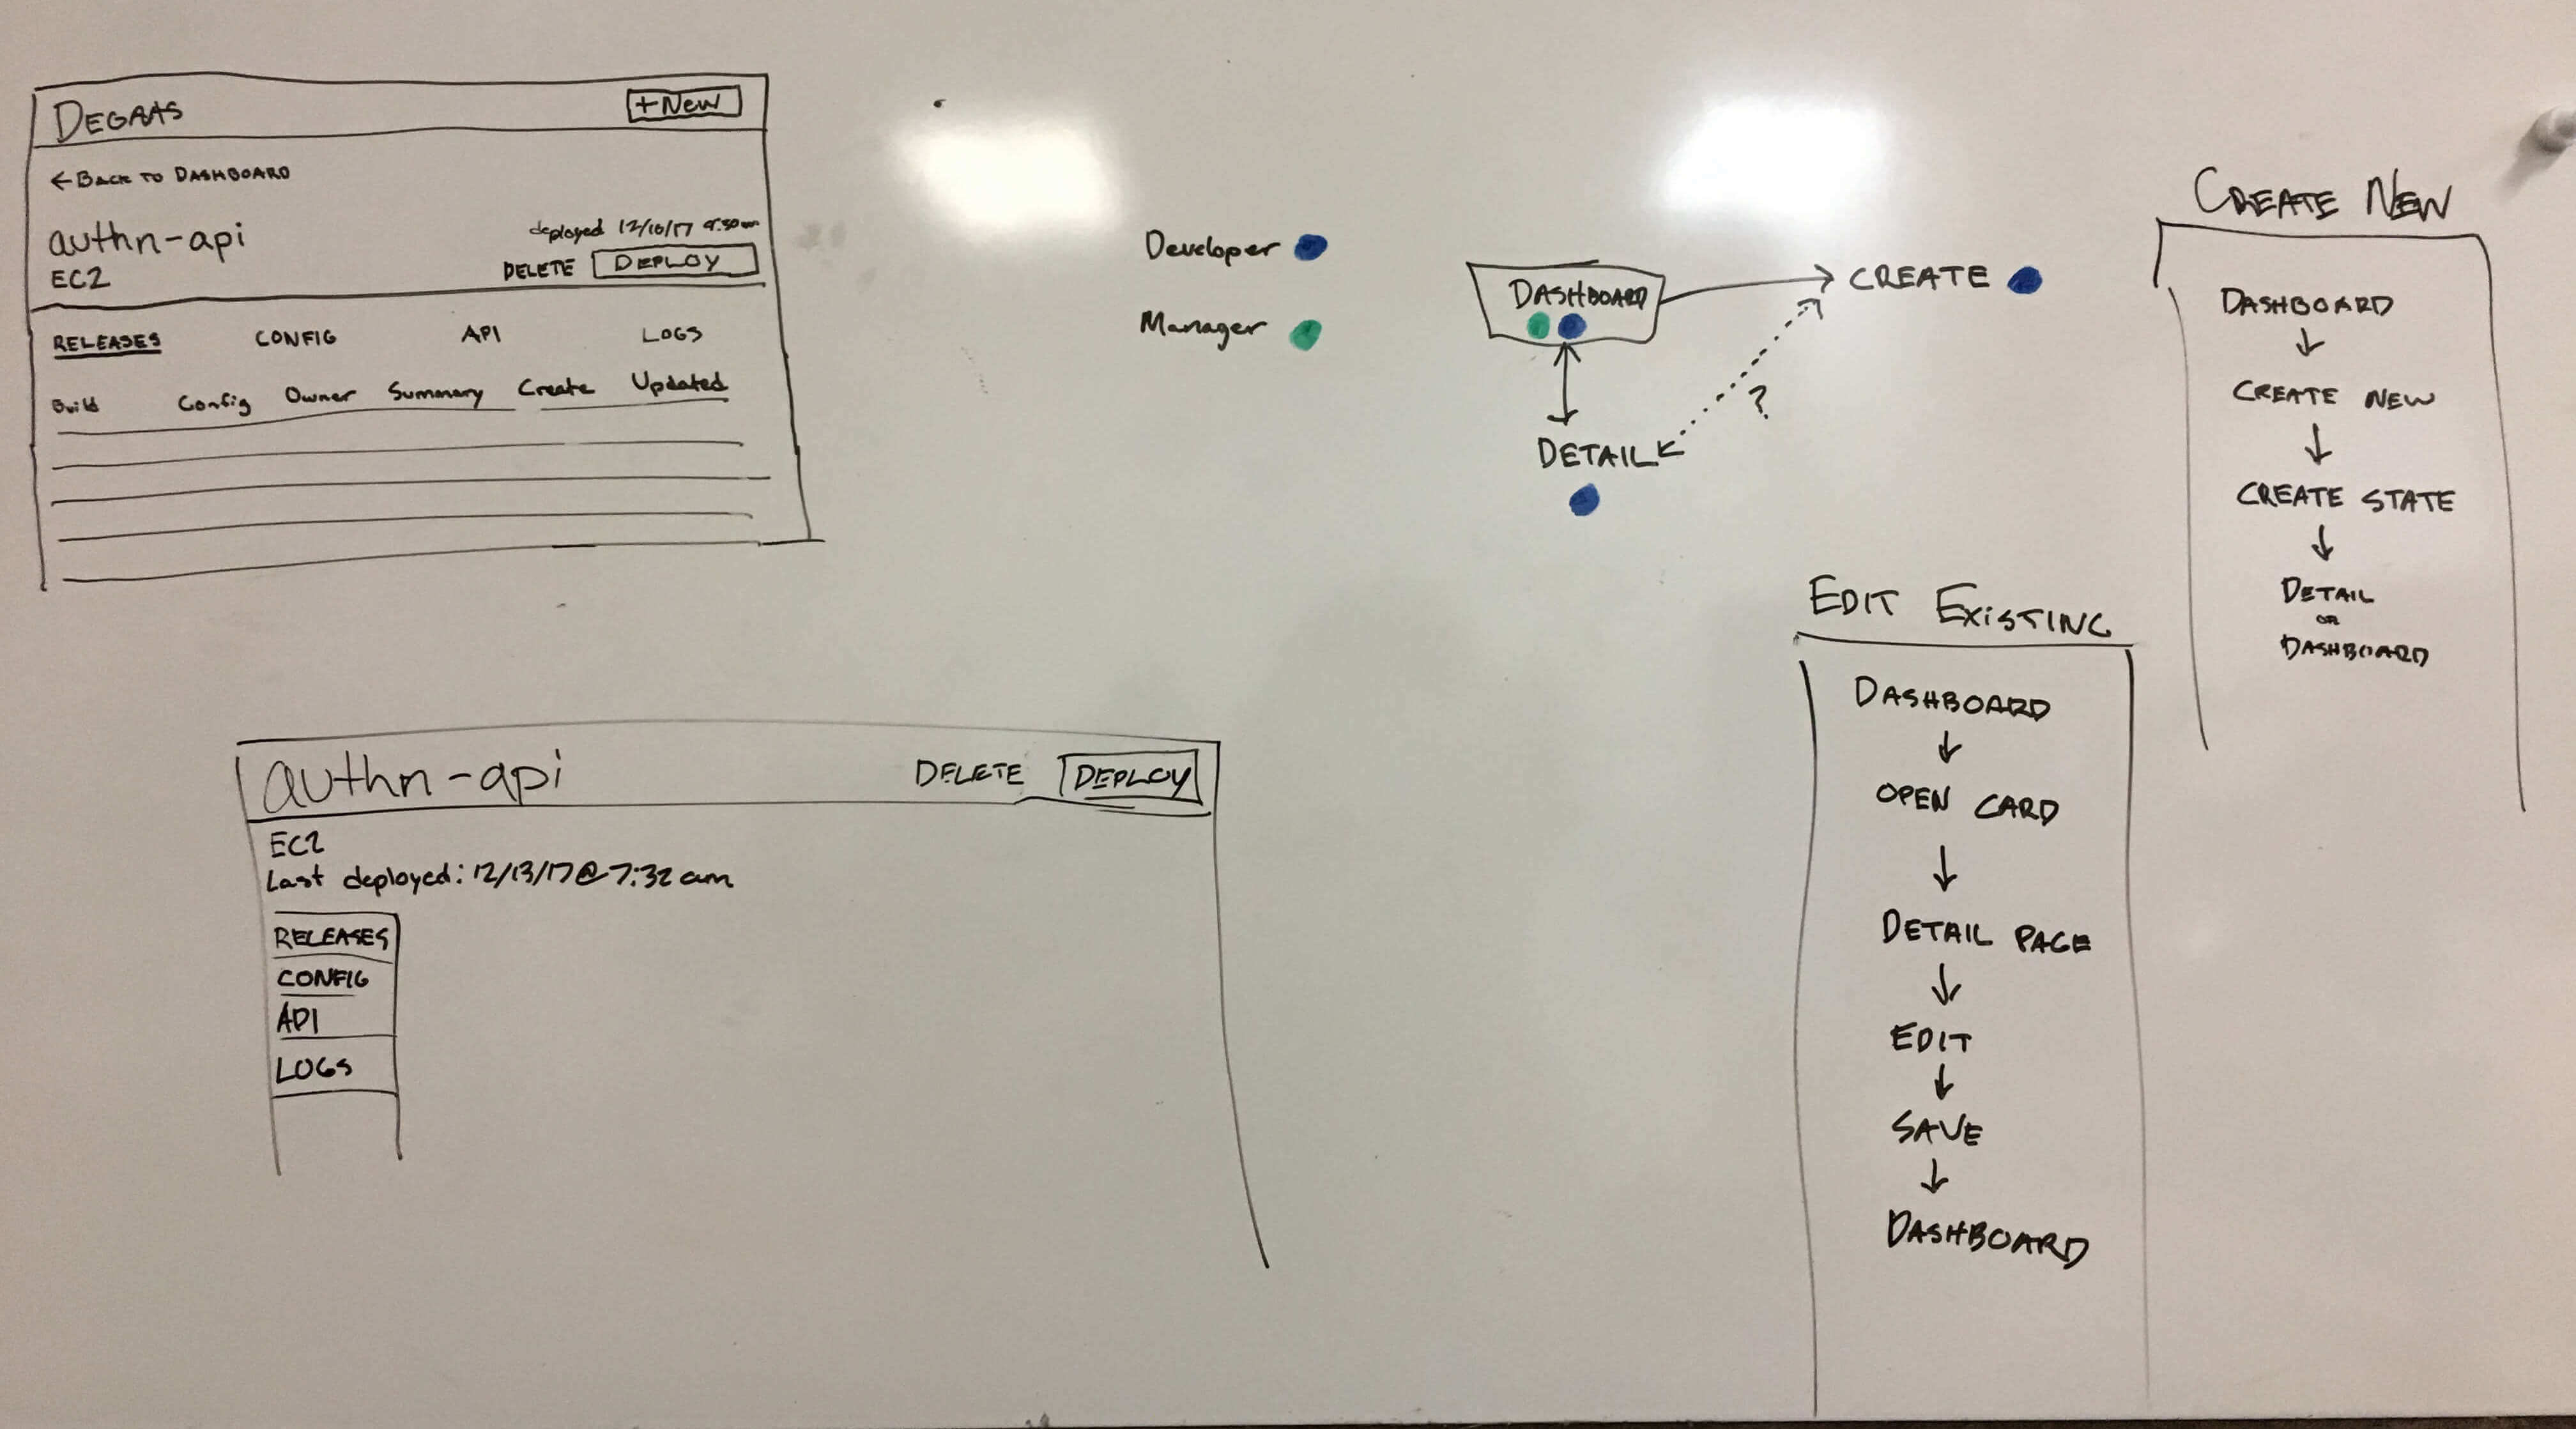 DEGAAS +New
← BACK TO DASHBOARD
authn-api
deployed 12/10/17
EC2
DELETE DEPLOY
RELEASES CONFIG API LOGS
Build Config Owner Summary Create Updated
Developer
Manager
DASHBOARD
CREATE
?
DETAIL
CREATE NEW
DASHBOARD
↓
CREATE NEW
↓
CREATE STATE
↓
DETAIL
OR
DASHBOARD
EDIT EXISTING
DASHBOARD
↓
OPEN CARD
↓
DETAIL PAGE
↓
EDIT
↓
SAVE
↓
DASHBOARD
authn-api DELETE DEPLOY
EC2
Last deployed: 12/13/17 @ 7:32 am
RELEASES
CONFIG
API
LOGS